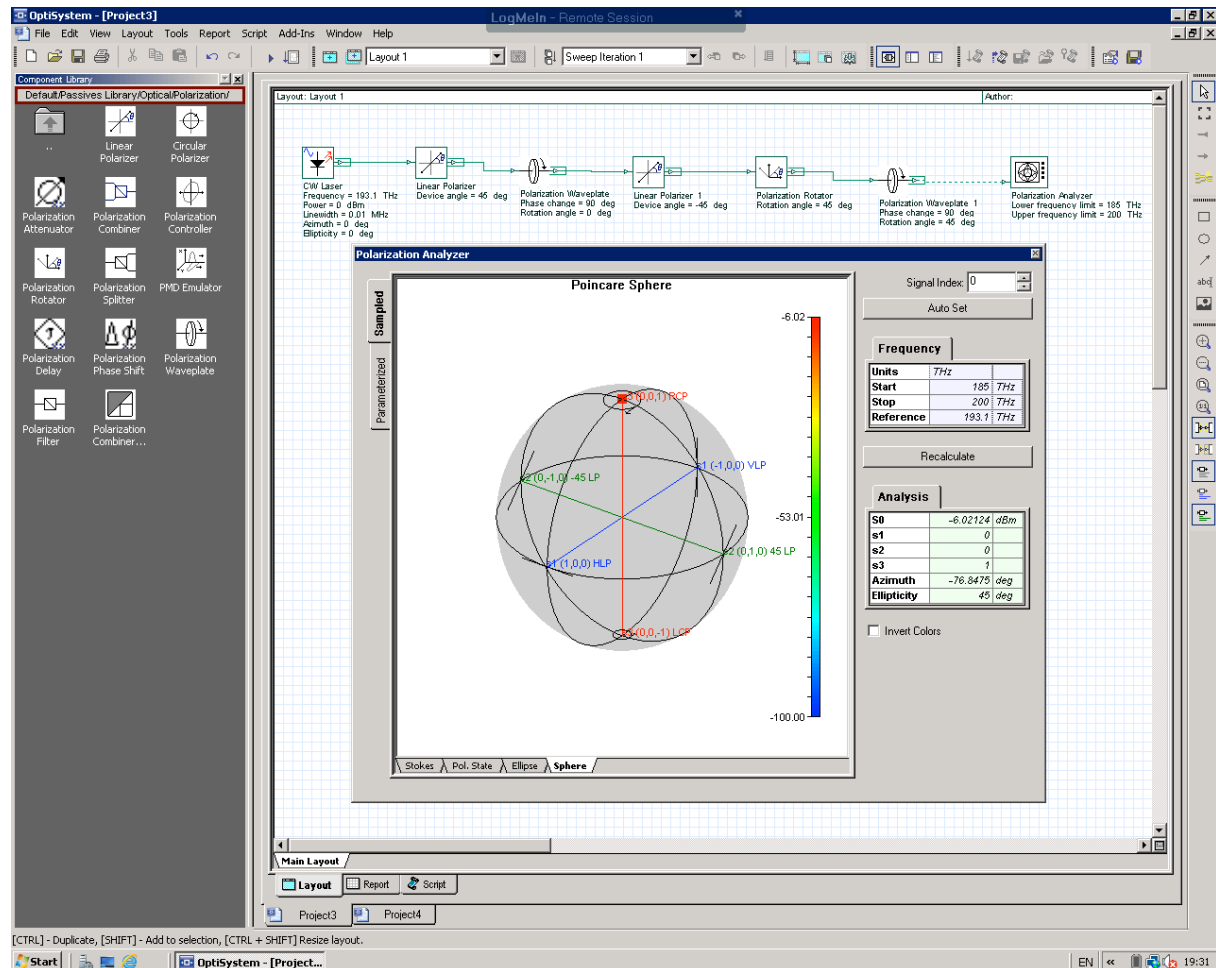 OptiSystem - [Project3]
LogMeIn - Remote Session
File Edit View Layout Tools Report Script Add-Ins Window Help
Layout 1
Sweep Iteration 1
Component Library
Default/Passives Library/Optical/Polarization/
..
Linear Polarizer
Circular Polarizer
Polarization Attenuator
Polarization Combiner
Polarization Controller
Polarization Rotator
Polarization Splitter
PMD Emulator
Polarization Delay
Polarization Phase Shift
Polarization Waveplate
Polarization Filter
Polarization Combiner...
Layout: Layout 1
Author:
CW Laser
Frequency = 193.1 THz
Power = 0 dBm
Linewidth = 0.01 MHz
Azimuth = 0 deg
Ellipticity = 0 deg
Linear Polarizer
Device angle = 45 deg
Polarization Waveplate
Phase change = 90 deg
Rotation angle = 0 deg
Linear Polarizer 1
Device angle = -45 deg
Polarization Rotator
Rotation angle = 45 deg
Polarization Waveplate 1
Phase change = 90 deg
Rotation angle = 45 deg
Polarization Analyzer
Lower frequency limit = 185 THz
Upper frequency limit = 200 THz
Polarization Analyzer
Sampled
Parameterized
Poincare Sphere
s3 (0,0,1) RCP
s1 (-1,0,0) VLP
s2 (0,-1,0) -45 LP
s2 (0,1,0) 45 LP
s1 (1,0,0) HLP
s3 (0,0,-1) LCP
-6.02
-53.01
-100.00
Stokes Pol. State Ellipse Sphere
Signal Index: 0
Auto Set
Frequency
Units THz
Start 185 THz
Stop 200 THz
Reference 193.1 THz
Recalculate
Analysis
S0 -6.02124 dBm
s1 0
s2 0
s3 1
Azimuth -76.8475 deg
Ellipticity 45 deg
Invert Colors
abc
1:1
Main Layout
Layout Report Script
Project3 Project4
[CTRL] - Duplicate, [SHIFT] - Add to selection, [CTRL + SHIFT] Resize layout.
Start
OptiSystem - [Project...
EN « 19:31